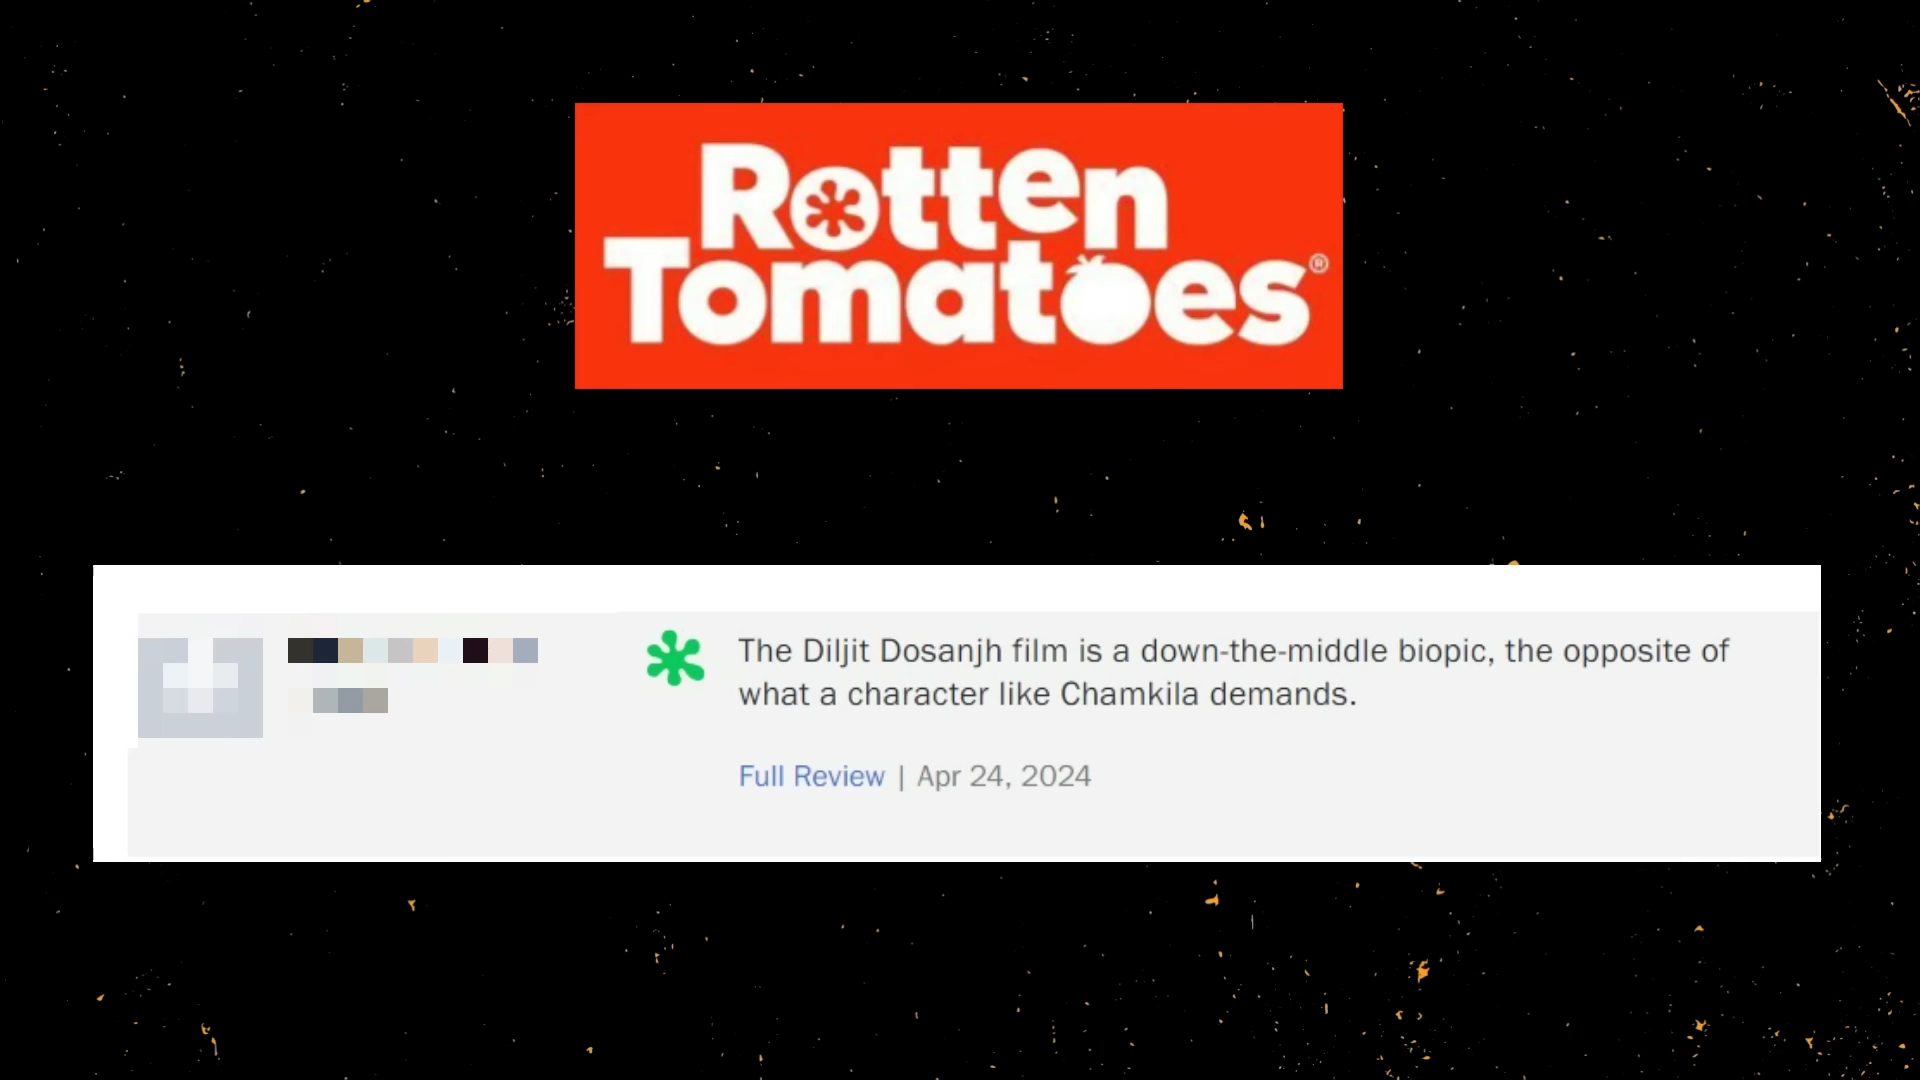 Rotten
Tomatoes®
The Diljit Dosanjh film is a down-the-middle biopic, the opposite of
what a character like Chamkila demands.
Full Review | Apr 24, 2024